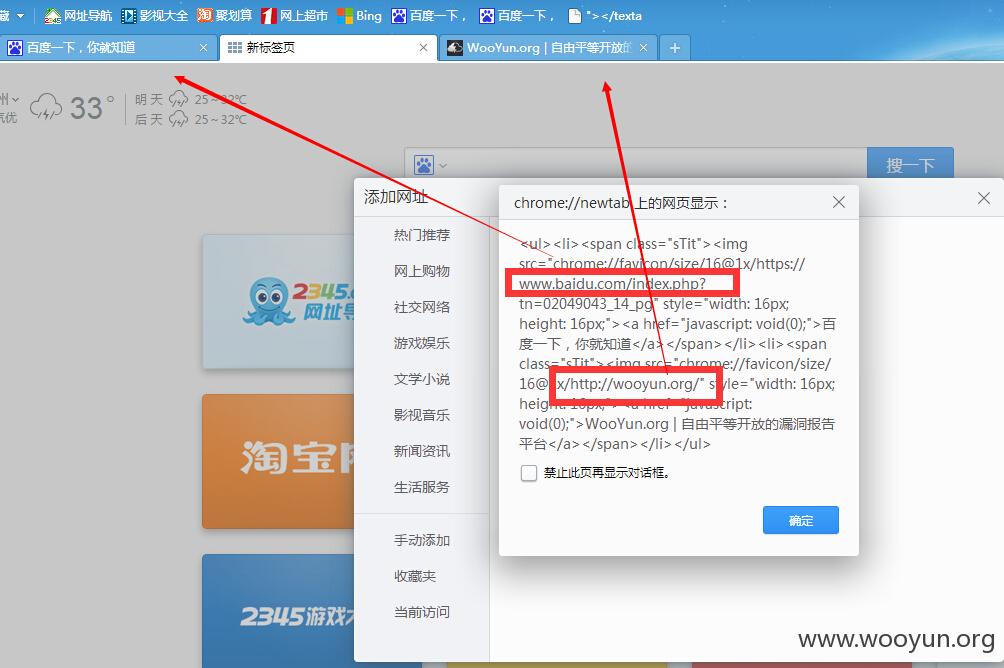 藏 网址导航 影视大全 淘 聚划算 网上超市 Bing 百度一下， 百度一下， "></texta
百度一下，你就知道 新标签页 WooYun.org | 自由平等开放的
州 33° 明天 25~32℃
气优 后天 25~32℃
搜一下
添加网址
热门推荐
网上购物
社交网络
游戏娱乐
文学小说
影视音乐
新闻资讯
生活服务
手动添加
收藏夹
当前访问
chrome://newtab 上的网页显示：
<ul><li><span class="sTit"><img
src="chrome://favicon/size/16@1x/https://
www.baidu.com/index.php?
tn=02049043_14_pg" style="width: 16px;
height: 16px;"><a href="javascript: void(0);">百
度一下，你就知道</a></span></li><li><span
class="sTit"><img src="chrome://favicon/size/
16@1x/http://wooyun.org/" style="width: 16px;
height: 16px;"><a href="javascript:
void(0);">WooYun.org | 自由平等开放的漏洞报告
平台</a></span></li></ul>
禁止此页再显示对话框。
确定
2345.c
网址导
淘宝网
2345游戏大
www.wooyun.org